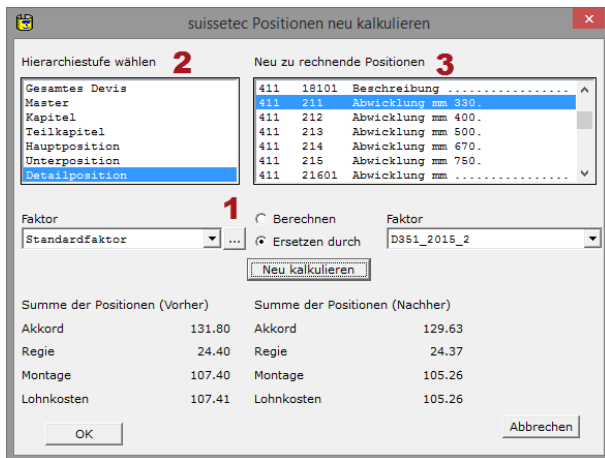 suissetec Positionen neu kalkulieren
Hierarchiestufe wählen 2
Neu zu rechnende Positionen 3
Gesamtes Devis
Master
Kapitel
Teilkapitel
Hauptposition
Unterposition
Detailposition
411 18101 Beschreibung .................
411 211 Abwicklung mm 330.
411 212 Abwicklung mm 400.
411 213 Abwicklung mm 500.
411 214 Abwicklung mm 670.
411 215 Abwicklung mm 750.
411 21601 Abwicklung mm ................
1
Faktor
Standardfaktor
...
Berechnen
Ersetzen durch
Faktor
D351_2015_2
Neu kalkulieren
Summe der Positionen (Vorher)
Akkord 131.80
Regie 24.40
Montage 107.40
Lohnkosten 107.41
Summe der Positionen (Nachher)
Akkord 129.63
Regie 24.37
Montage 105.26
Lohnkosten 105.26
OK
Abbrechen